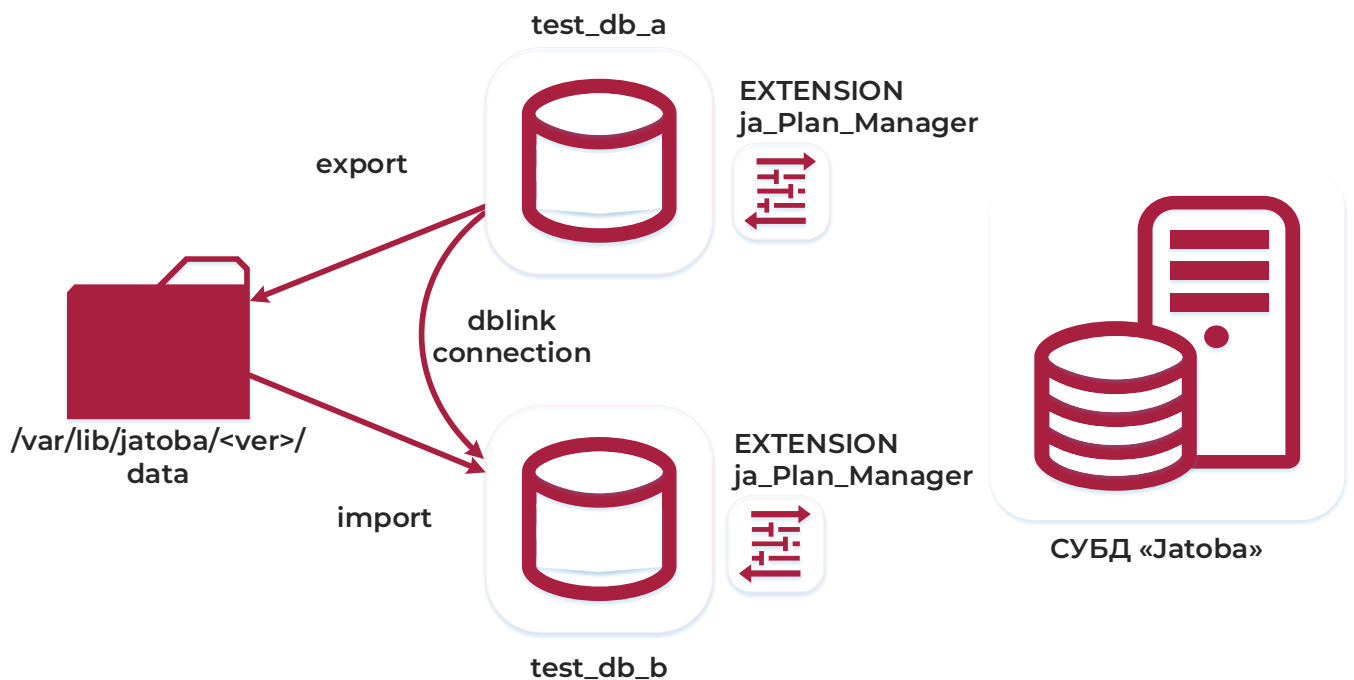 test_db_a
EXTENSION
ja_Plan_Manager
export
dblink
connection
/var/lib/jatoba/<ver>/
data
EXTENSION
ja_Plan_Manager
import
СУБД «Jatoba»
test_db_b